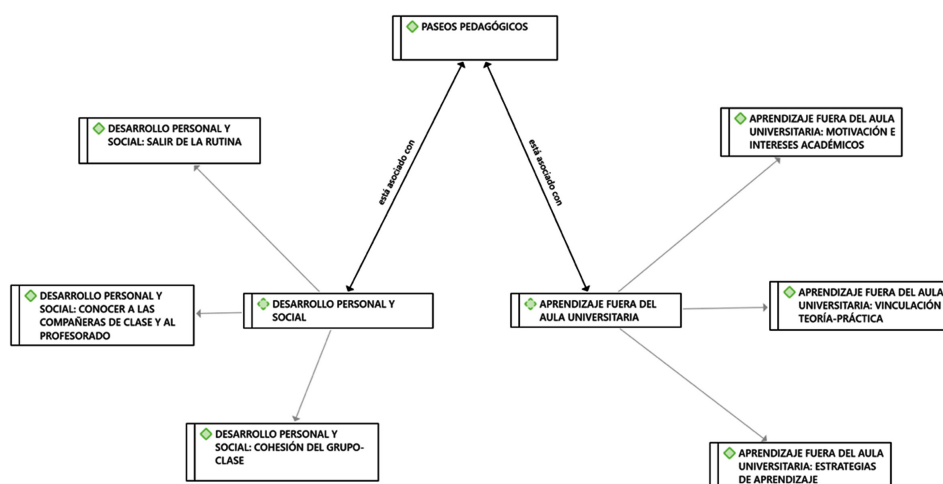 PASEOS PEDAGÓGICOS
DESARROLLO PERSONAL Y
SOCIAL: SALIR DE LA RUTINA
APRENDIZAJE FUERA DEL AULA
UNIVERSITARIA: MOTIVACIÓN E
INTERESES ACADÉMICOS
está asociado con
está asociado con
DESARROLLO PERSONAL Y
SOCIAL: CONOCER A LAS
COMPAÑERAS DE CLASE Y AL
PROFESORADO
DESARROLLO PERSONAL Y
SOCIAL
APRENDIZAJE FUERA DEL
AULA UNIVERSITARIA
APRENDIZAJE FUERA DEL AULA
UNIVERSITARIA: VINCULACIÓN
TEORÍA-PRÁCTICA
DESARROLLO PERSONAL Y
SOCIAL: COHESIÓN DEL GRUPO-
CLASE
APRENDIZAJE FUERA DEL AULA
UNIVERSITARIA: ESTRATEGIAS
DE APRENDIZAJE